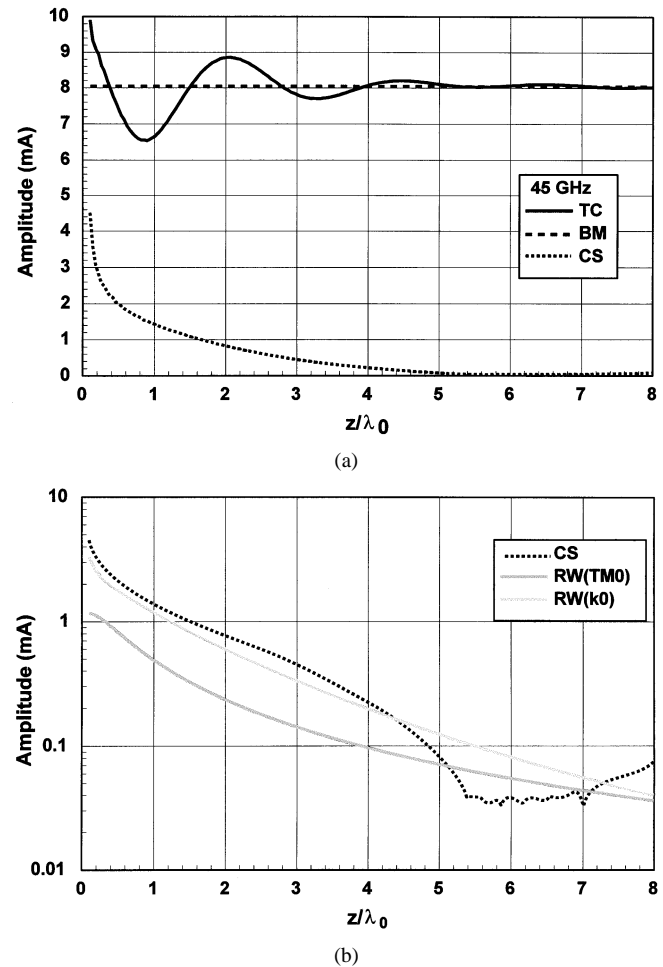 10
9
8
7
6
5
4
3
2
1
0
Amplitude (mA)
45 GHz
TC
BM
CS
0 1 2 3 4 5 6 7 8
z/λ0
(a)
10
1
0.1
0.01
Amplitude (mA)
CS
RW(TM0)
RW(k0)
0 1 2 3 4 5 6 7 8
z/λ0
(b)